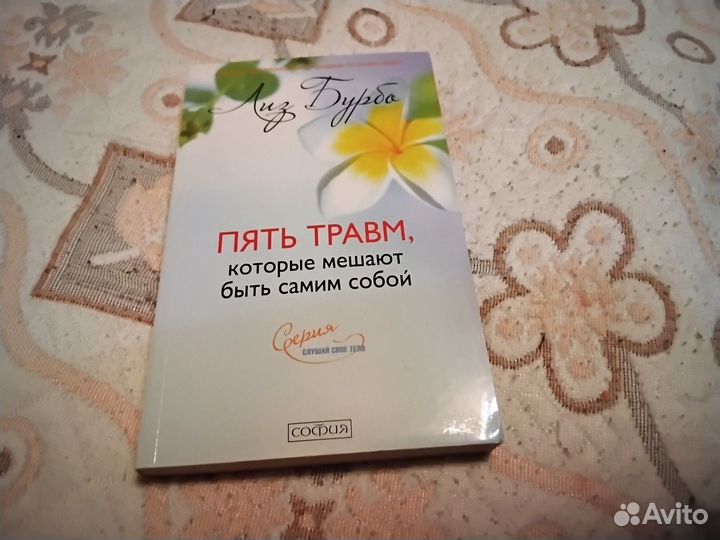 Лиз Бурбо
ПЯТЬ ТРАВМ,
которые мешают
быть самим собой
Серия
СЛУШАЙ СВОЕ ТЕЛО
СОФИЯ
Avito